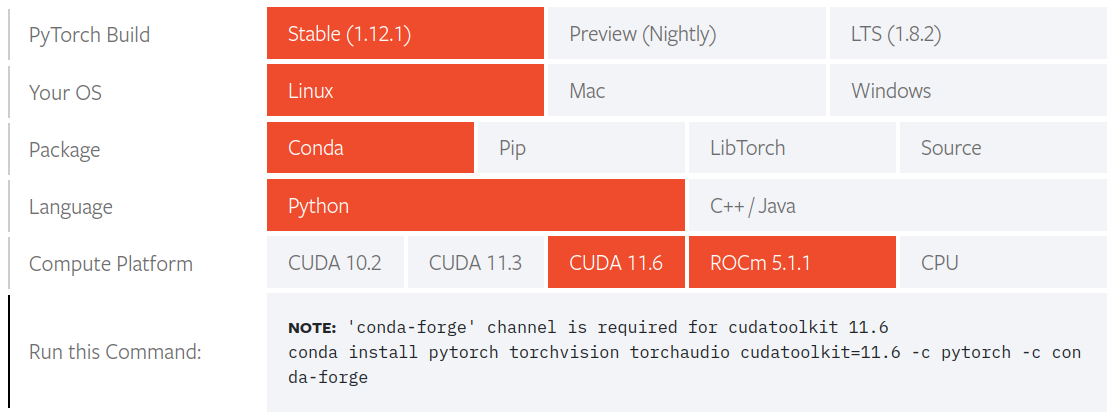 PyTorch Build
Stable (1.12.1)
Preview (Nightly)
LTS (1.8.2)
Your OS
Linux
Mac
Windows
Package
Conda
Pip
LibTorch
Source
Language
Python
C++ / Java
Compute Platform
CUDA 10.2
CUDA 11.3
CUDA 11.6
ROCm 5.1.1
CPU
Run this Command:
NOTE: 'conda-forge' channel is required for cudatoolkit 11.6
conda install pytorch torchvision torchaudio cudatoolkit=11.6 -c pytorch -c con
da-forge